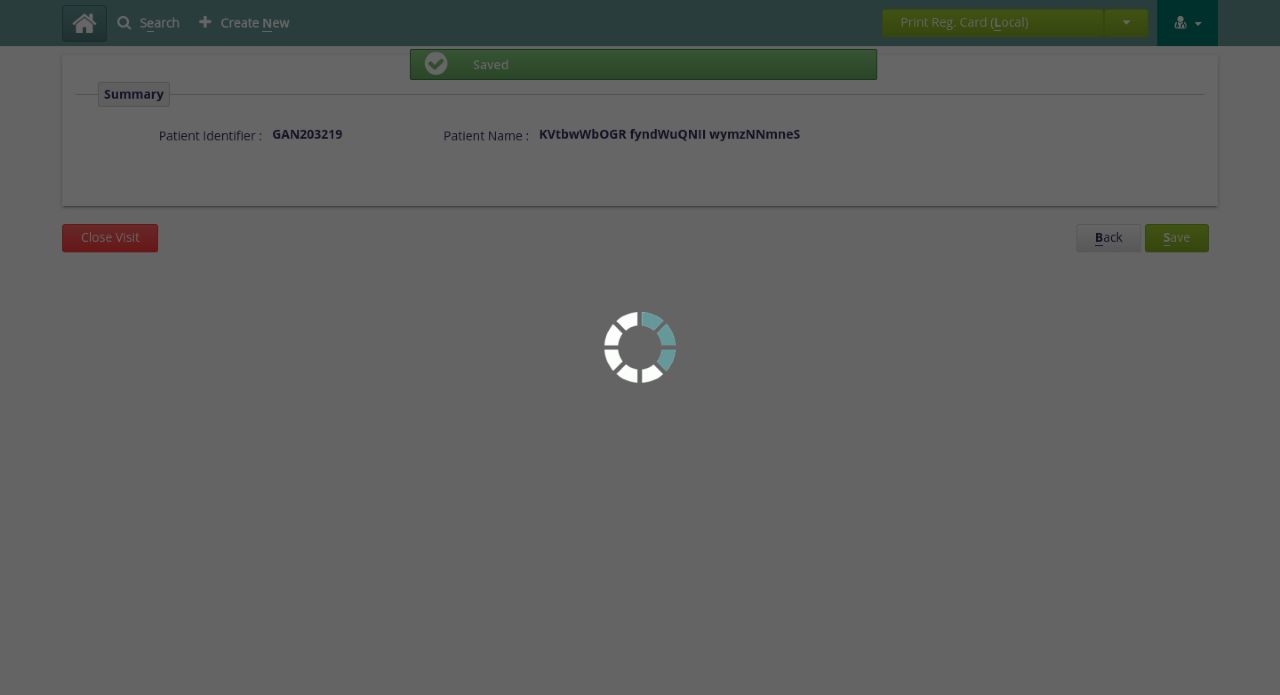 Search
Create New
Print Reg. Card (Local)
Saved
Summary
Patient Identifier : GAN203219
Patient Name : KVtbwWbOGR fyndWuQNII wymzNNmneS
Close Visit
Back
Save